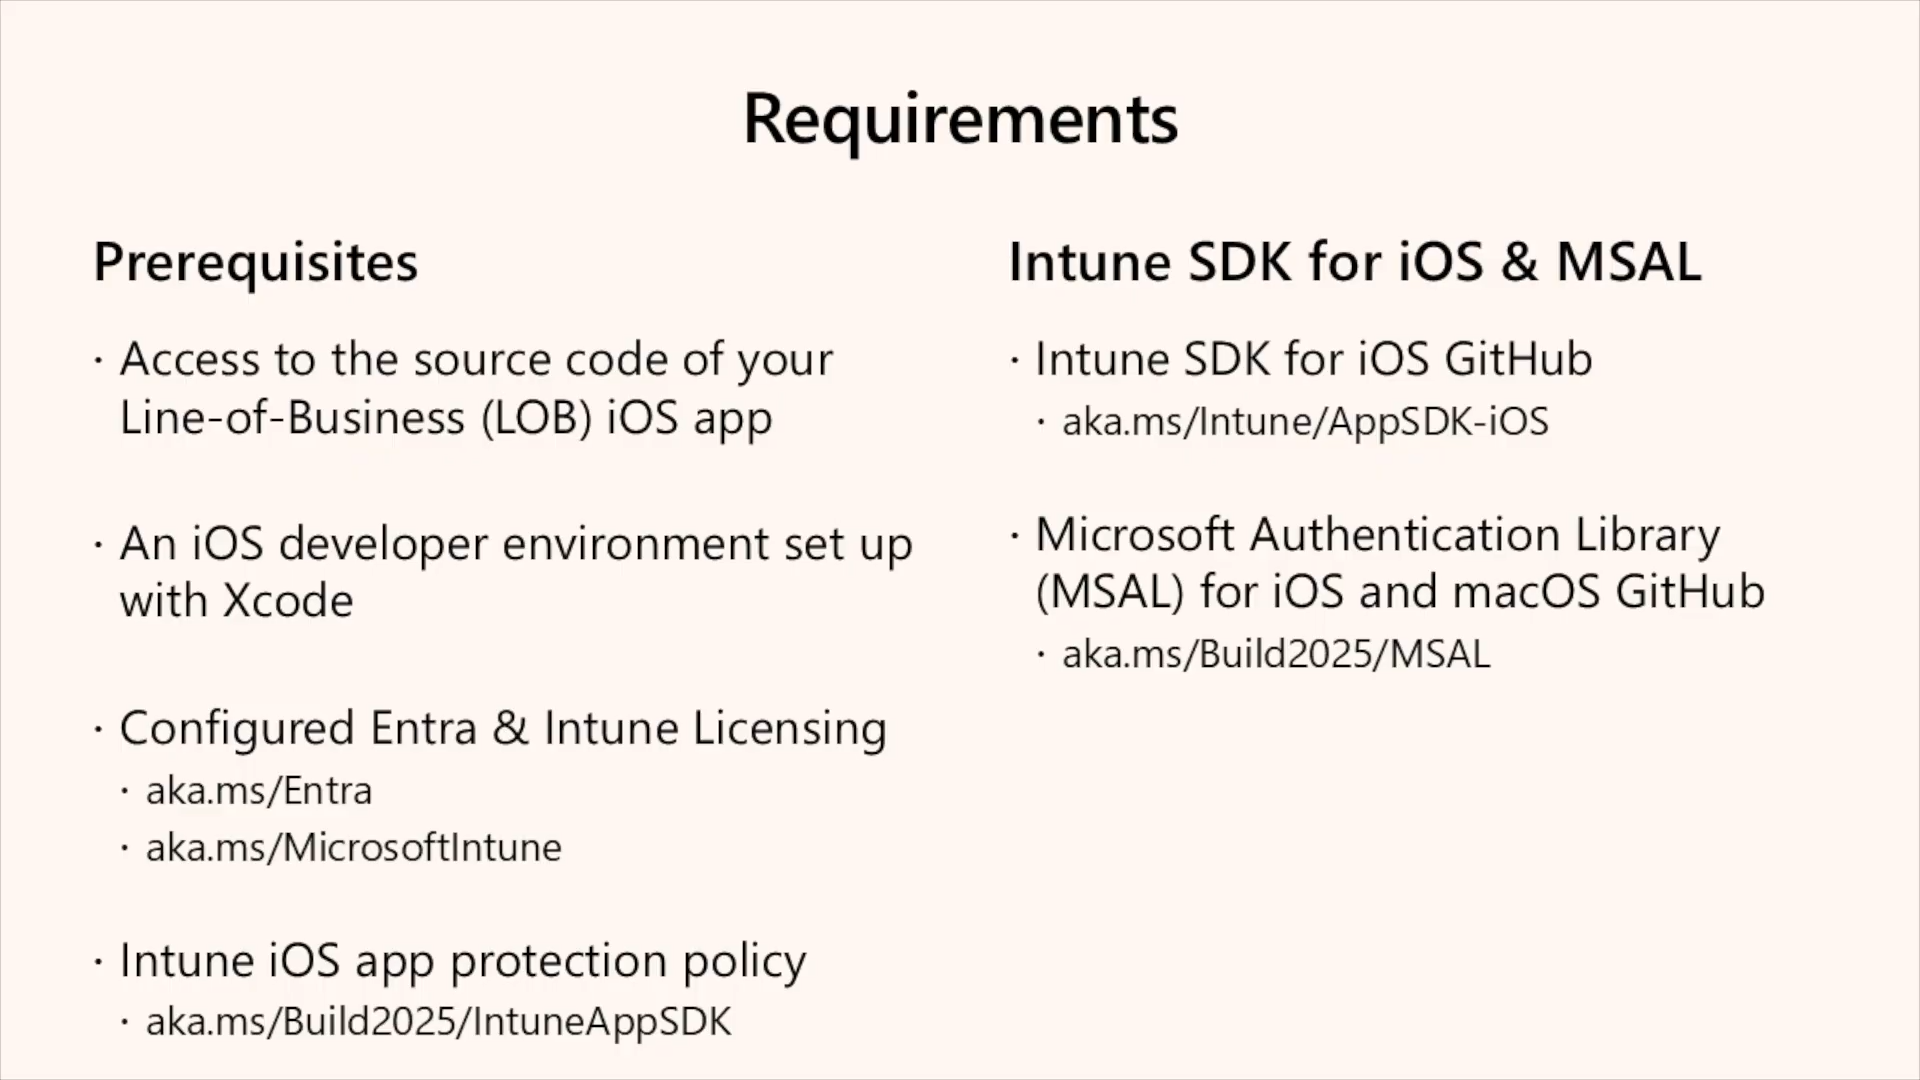 Requirements
Prerequisites
· Access to the source code of your
Line-of-Business (LOB) iOS app
· An iOS developer environment set up
with Xcode
· Configured Entra & Intune Licensing
· aka.ms/Entra
· aka.ms/MicrosoftIntune
· Intune iOS app protection policy
· aka.ms/Build2025/IntuneAppSDK
Intune SDK for iOS & MSAL
· Intune SDK for iOS GitHub
· aka.ms/Intune/AppSDK-iOS
· Microsoft Authentication Library
(MSAL) for iOS and macOS GitHub
· aka.ms/Build2025/MSAL